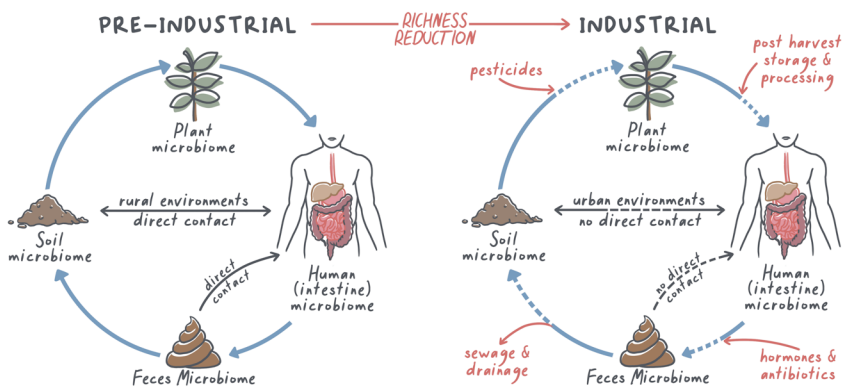 PRE-INDUSTRIAL
RICHNESS
REDUCTION
INDUSTRIAL
Plant
microbiome
rural environments
direct contact
Soil
microbiome
direct
contact
Human
(intestine)
microbiome
Feces Microbiome
pesticides
post harvest
storage &
processing
Plant
microbiome
urban environments
no direct contact
Soil
microbiome
no direct
contact
Human
(intestine)
microbiome
sewage &
drainage
Feces Microbiome
hormones &
antibiotics